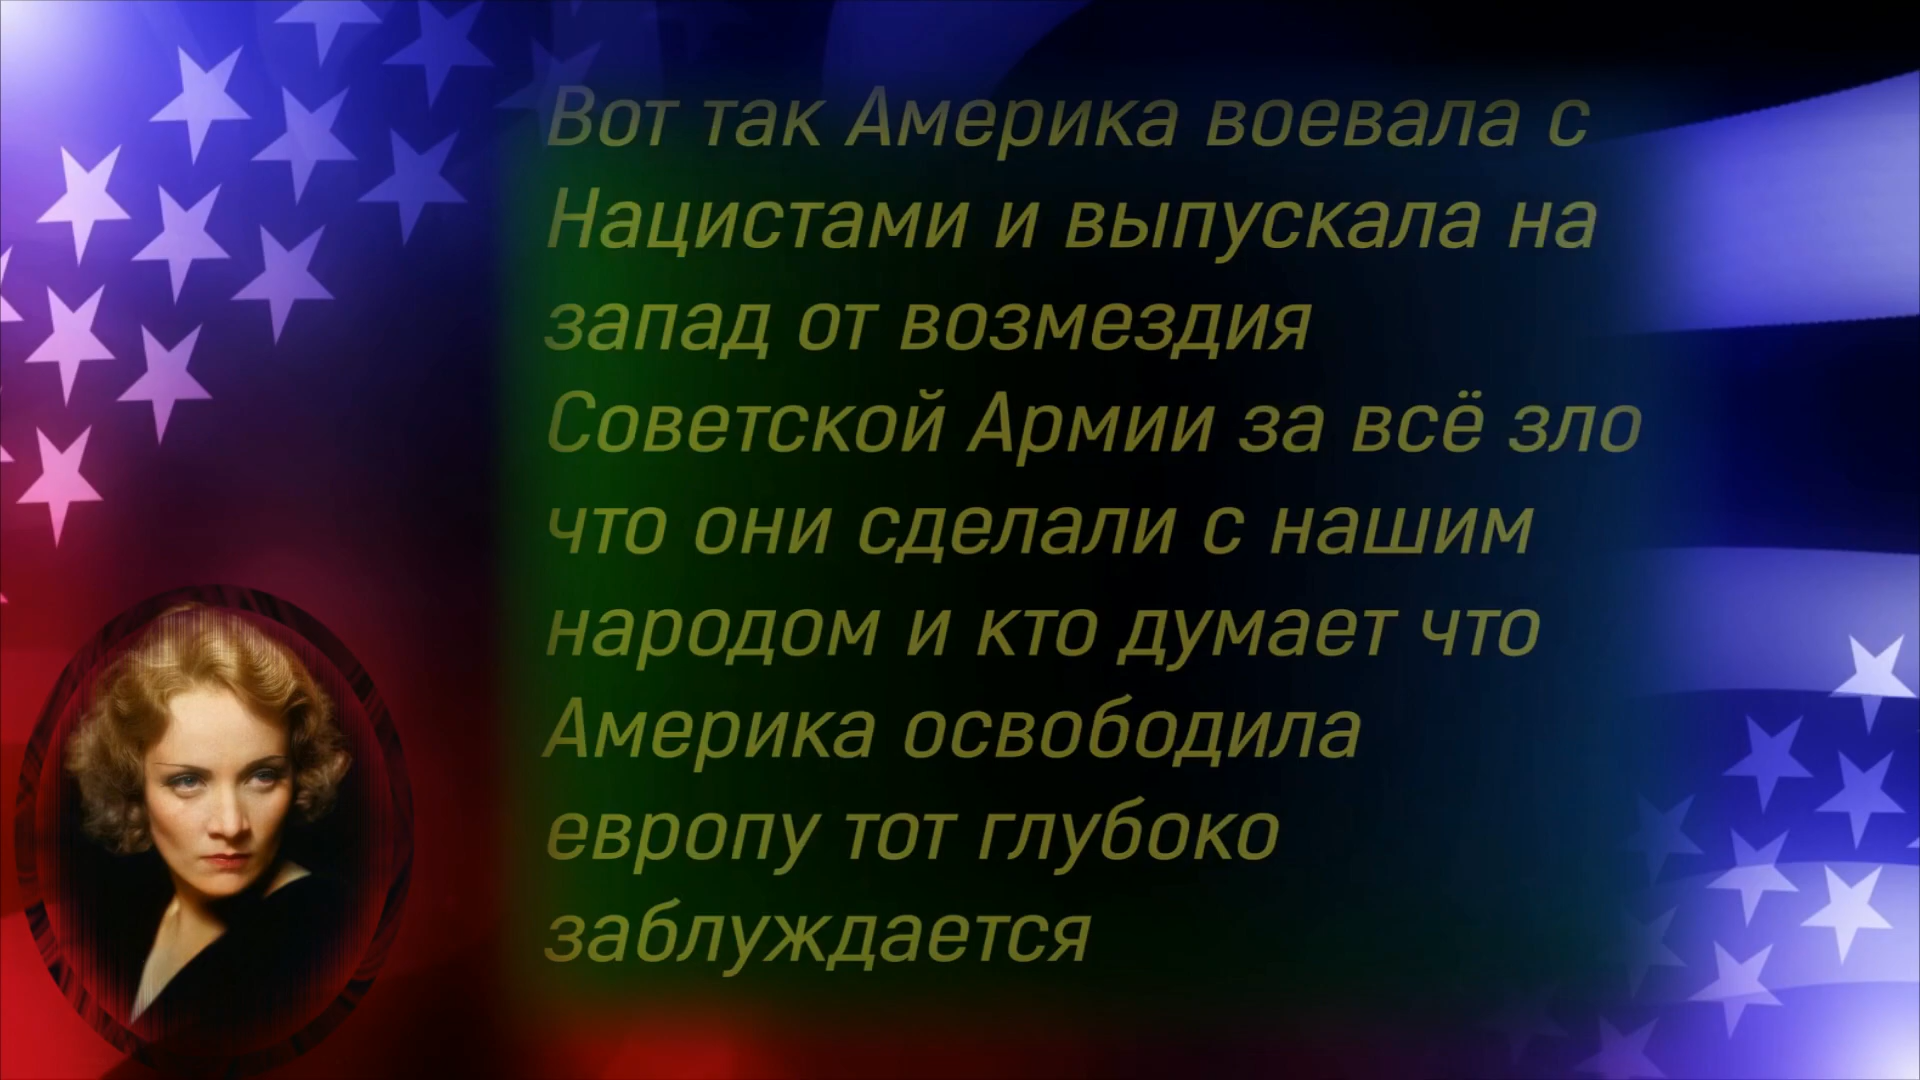 Вот так Америка воевала с
Нацистами и выпускала на
запад от возмездия
Советской Армии за всё зло
что они сделали с нашим
народом и кто думает что
Америка освободила
европу тот глубоко
заблуждается